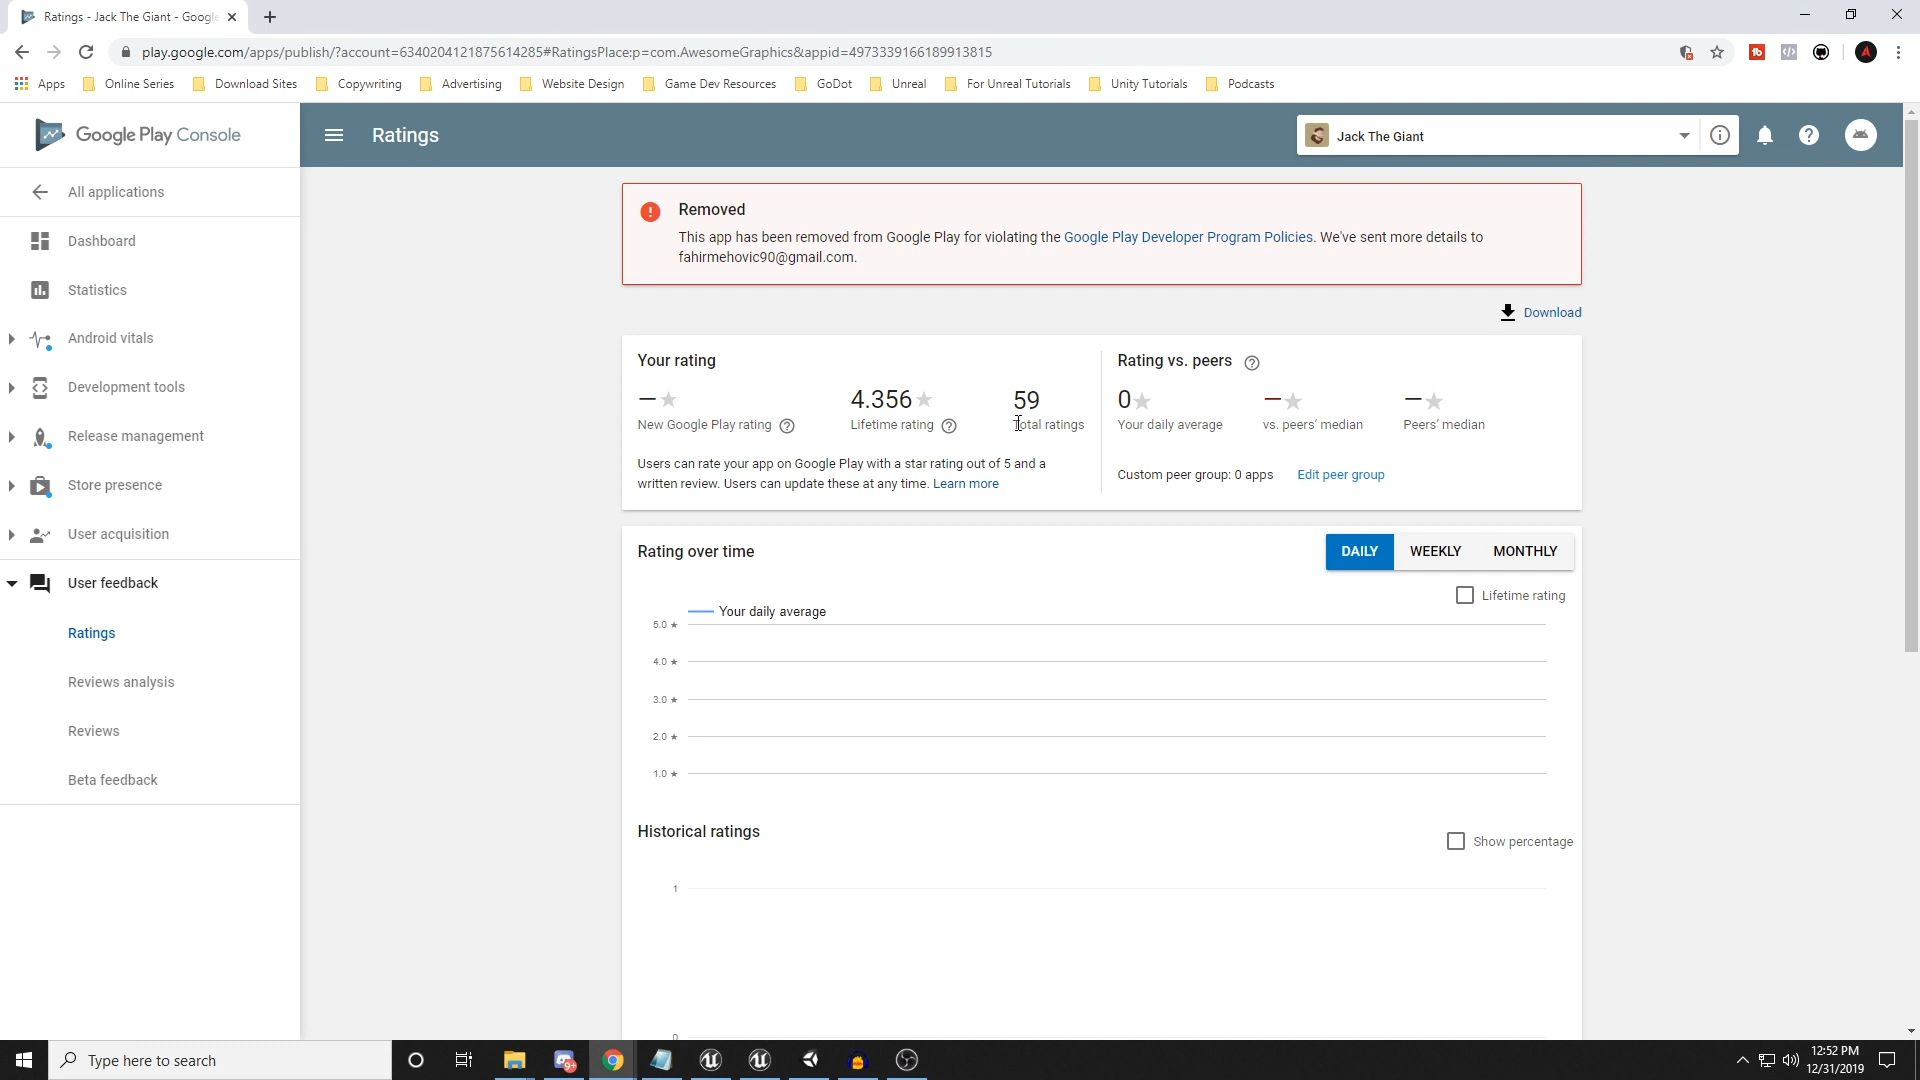 Ratings - Jack The Giant - Google
play.google.com/apps/publish/?account=6340204121875614285#RatingsPlace:p=com.AwesomeGraphics&appid=4973339166189913815
Apps
Online Series
Download Sites
Copywriting
Advertising
Website Design
Game Dev Resources
GoDot
Unreal
For Unreal Tutorials
Unity Tutorials
Podcasts
Google Play Console
Ratings
Jack The Giant
All applications
Dashboard
Statistics
Android vitals
Development tools
Release management
Store presence
User acquisition
User feedback
Ratings
Reviews analysis
Reviews
Beta feedback
Removed
This app has been removed from Google Play for violating the Google Play Developer Program Policies. We've sent more details to
fahirmehovic90@gmail.com.
Download
Your rating
— ★
New Google Play rating
4.356 ★
Lifetime rating
59
Total ratings
Users can rate your app on Google Play with a star rating out of 5 and a
written review. Users can update these at any time. Learn more
Rating vs. peers
0 ★
Your daily average
— ★
vs. peers' median
— ★
Peers' median
Custom peer group: 0 apps
Edit peer group
Rating over time
DAILY
WEEKLY
MONTHLY
Lifetime rating
Your daily average
5.0 ★
4.0 ★
3.0 ★
2.0 ★
1.0 ★
Historical ratings
Show percentage
1
0
Type here to search
9+
12:52 PM
12/31/2019